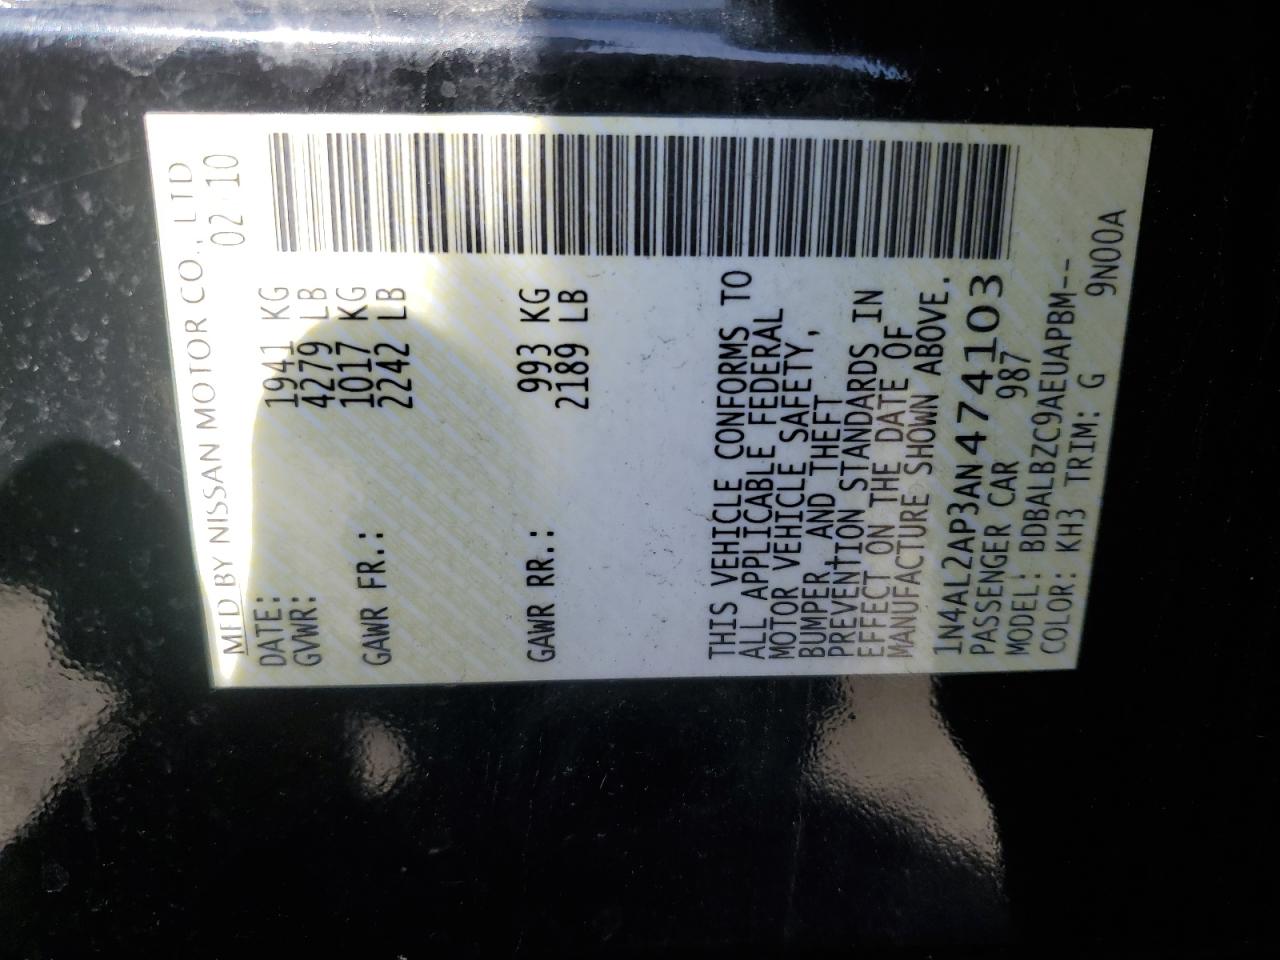 MFD BY NISSAN MOTOR CO., LTD
DATE: 02 10
GVWR: 1941 KG
4279 LB
GAWR FR.: 1017 KG
2242 LB
GAWR RR.: 993 KG
2189 LB
THIS VEHICLE CONFORMS TO
ALL APPLICABLE FEDERAL
MOTOR VEHICLE SAFETY,
BUMPER AND THEFT
PREVENTION STANDARDS IN
EFFECT ON THE DATE OF
MANUFACTURE SHOWN ABOVE.
1N4AL2AP3AN474103
PASSENGER CAR 987
MODEL: BDBALBZC9AEUAPBM--
COLOR: KH3 TRIM: G 9N00A